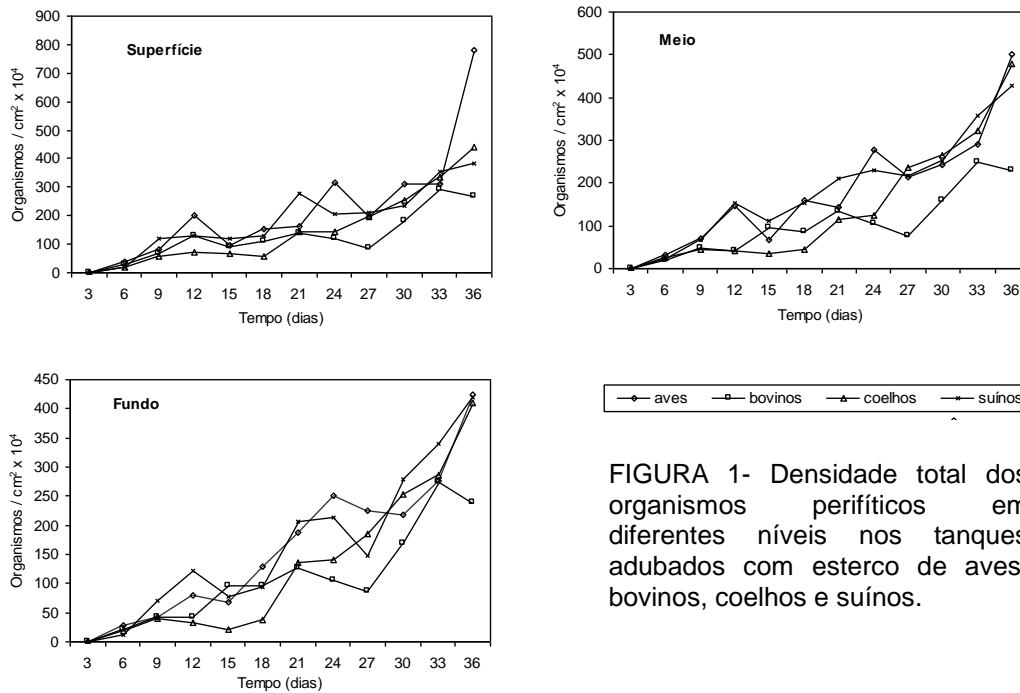 Superfície
Organismos / cm² x 10⁴
900
800
700
600
500
400
300
200
100
0
3 6 9 12 15 18 21 24 27 30 33 36
Tempo (dias)
Meio
Organismos / cm² x 10⁴
600
500
400
300
200
100
0
3 6 9 12 15 18 21 24 27 30 33 36
Tempo (dias)
Fundo
Organismos / cm² x 10⁴
450
400
350
300
250
200
150
100
50
0
3 6 9 12 15 18 21 24 27 30 33 36
Tempo (dias)
aves bovinos coelhos suínos
FIGURA 1- Densidade total dos
organismos perifíticos em
diferentes níveis nos tanques
adubados com esterco de aves
bovinos, coelhos e suínos.